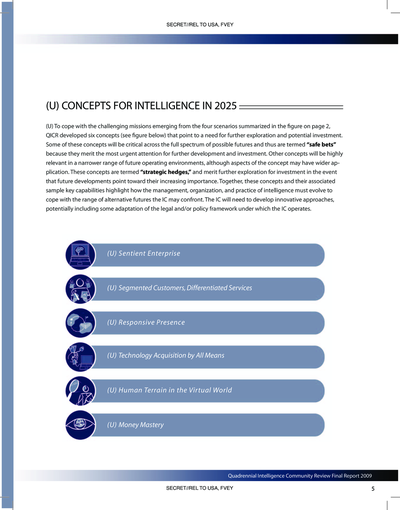 SECRET//REL TO USA, FVEY
(U) CONCEPTS FOR INTELLIGENCE IN 2025
(U) To cope with the challenging missions emerging from the four scenarios summarized in the figure on page 2,
QICR developed six concepts (see figure below) that point to a need for further exploration and potential investment.
Some of these concepts will be critical across the full spectrum of possible futures and thus are termed "safe bets"
because they merit the most urgent attention for further development and investment. Other concepts will be highly
relevant in a narrower range of future operating environments, although aspects of the concept may have wider ap-
plication. These concepts are termed "strategic hedges," and merit further exploration for investment in the event
that future developments point toward their increasing importance. Together, these concepts and their associated
sample key capabilities highlight how the management, organization, and practice of intelligence must evolve to
cope with the range of alternative futures the IC may confront. The IC will need to develop innovative approaches,
potentially including some adaptation of the legal and/or policy framework under which the IC operates.
(U) Sentient Enterprise
(U) Segmented Customers, Differentiated Services
(U) Responsive Presence
(U) Technology Acquisition by All Means
(U) Human Terrain in the Virtual World
(U) Money Mastery
Quadrennial Intelligence Community Review Final Report 2009
SECRET//REL TO USA, FVEY
5